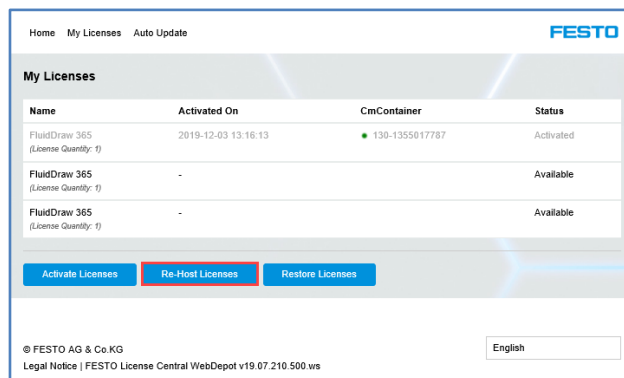 Home My Licenses Auto Update FESTO
My Licenses
Name Activated On CmContainer Status
FluidDraw 365 2019-12-03 13:16:13 130-1355017787 Activated
(License Quantity: 1)
FluidDraw 365 - Available
(License Quantity: 1)
FluidDraw 365 - Available
(License Quantity: 1)
Activate Licenses Re-Host Licenses Restore Licenses
© FESTO AG & Co.KG English
Legal Notice | FESTO License Central WebDepot v19.07.210.500.ws